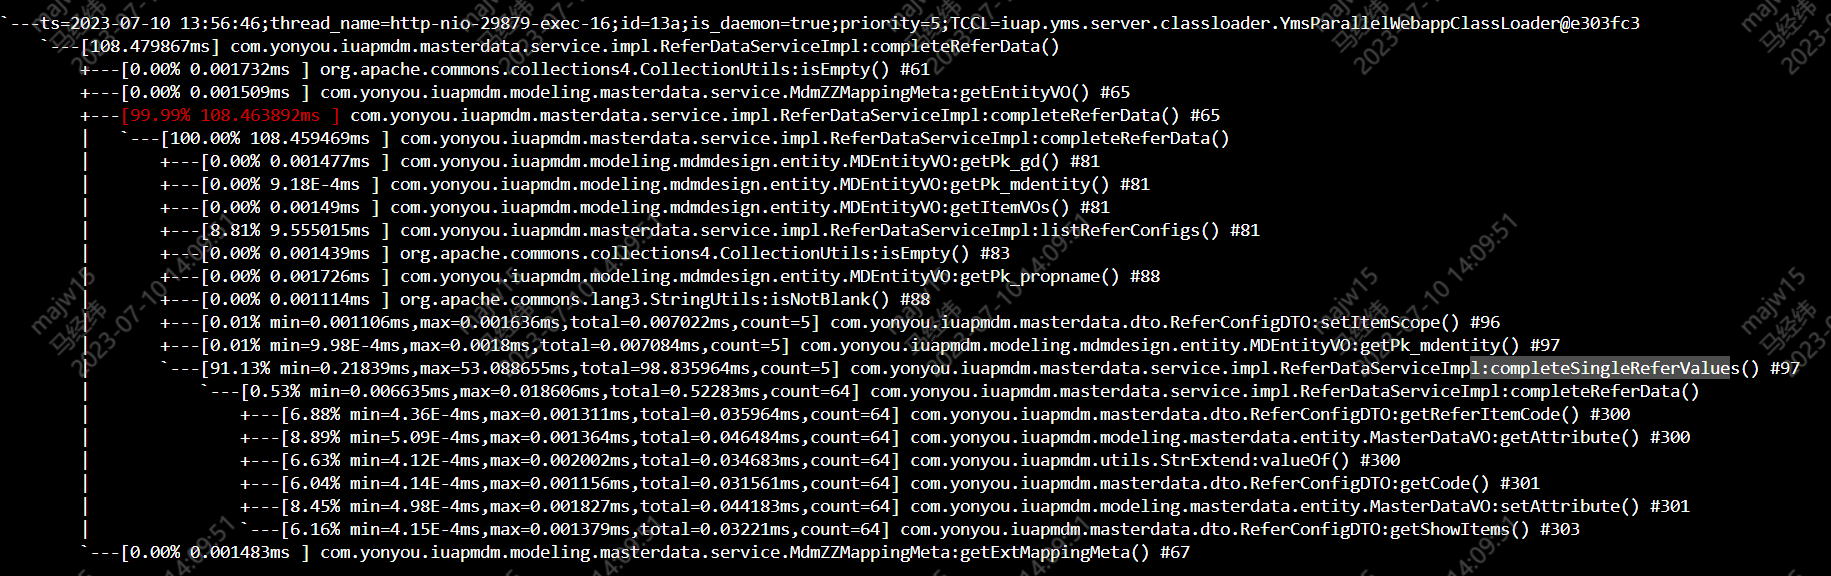 `---ts=2023-07-10 13:56:46;thread_name=http-nio-29879-exec-16;id=13a;is_daemon=true;priority=5;TCCL=iuap.yms.server.classloader.YmsParallelWebappClassLoader@e303fc3
    `---[108.479867ms] com.yonyou.iuapmdm.masterdata.service.impl.ReferDataServiceImpl:completeReferData()
        +---[0.00% 0.001732ms ] org.apache.commons.collections4.CollectionUtils:isEmpty() #61
        +---[0.00% 0.001509ms ] com.yonyou.iuapmdm.modeling.masterdata.service.MdmZZMappingMeta:getEntityVO() #65
        +---[99.99% 108.463892ms ] com.yonyou.iuapmdm.masterdata.service.impl.ReferDataServiceImpl:completeReferData() #65
        |   `---[100.00% 108.459469ms ] com.yonyou.iuapmdm.masterdata.service.impl.ReferDataServiceImpl:completeReferData()
        |       +---[0.00% 0.001477ms ] com.yonyou.iuapmdm.modeling.mdmdesign.entity.MDEntityVO:getPk_gd() #81
        |       +---[0.00% 9.18E-4ms ] com.yonyou.iuapmdm.modeling.mdmdesign.entity.MDEntityVO:getPk_mdentity() #81
        |       +---[0.00% 0.00149ms ] com.yonyou.iuapmdm.modeling.mdmdesign.entity.MDEntityVO:getItemVOs() #81
        |       +---[8.81% 9.555015ms ] com.yonyou.iuapmdm.masterdata.service.impl.ReferDataServiceImpl:listReferConfigs() #81
        |       +---[0.00% 0.001439ms ] org.apache.commons.collections4.CollectionUtils:isEmpty() #83
        |       +---[0.00% 0.001726ms ] com.yonyou.iuapmdm.modeling.mdmdesign.entity.MDEntityVO:getPk_propname() #88
        |       +---[0.00% 0.001114ms ] org.apache.commons.lang3.StringUtils:isNotBlank() #88
        |       +---[0.01% min=0.001106ms,max=0.001636ms,total=0.007022ms,count=5] com.yonyou.iuapmdm.masterdata.dto.ReferConfigDTO:setItemScope() #96
        |       +---[0.01% min=9.98E-4ms,max=0.0018ms,total=0.007084ms,count=5] com.yonyou.iuapmdm.modeling.mdmdesign.entity.MDEntityVO:getPk_mdentity() #97
        |       `---[91.13% min=0.21839ms,max=53.088655ms,total=98.835964ms,count=5] com.yonyou.iuapmdm.masterdata.service.impl.ReferDataServiceImpl:completeSingleReferValues() #97
        |           `---[0.53% min=0.006635ms,max=0.018606ms,total=0.52283ms,count=64] com.yonyou.iuapmdm.masterdata.service.impl.ReferDataServiceImpl:completeReferData()
        |               +---[6.88% min=4.36E-4ms,max=0.001311ms,total=0.035964ms,count=64] com.yonyou.iuapmdm.masterdata.dto.ReferConfigDTO:getReferItemCode() #300
        |               +---[8.89% min=5.09E-4ms,max=0.001364ms,total=0.046484ms,count=64] com.yonyou.iuapmdm.modeling.masterdata.entity.MasterDataVO:getAttribute() #300
        |               +---[6.63% min=4.12E-4ms,max=0.002002ms,total=0.034683ms,count=64] com.yonyou.iuapmdm.utils.StrExtend:valueOf() #300
        |               +---[6.04% min=4.14E-4ms,max=0.001156ms,total=0.031561ms,count=64] com.yonyou.iuapmdm.masterdata.dto.ReferConfigDTO:getCode() #301
        |               +---[8.45% min=4.98E-4ms,max=0.001827ms,total=0.044183ms,count=64] com.yonyou.iuapmdm.modeling.masterdata.entity.MasterDataVO:setAttribute() #301
        |               `---[6.16% min=4.15E-4ms,max=0.001379ms,total=0.03221ms,count=64] com.yonyou.iuapmdm.masterdata.dto.ReferConfigDTO:getShowItems() #303
        `---[0.00% 0.001483ms ] com.yonyou.iuapmdm.modeling.masterdata.service.MdmZZMappingMeta:getExtMappingMeta() #67
majw15
马经纬
2023-07-10 14:09:51